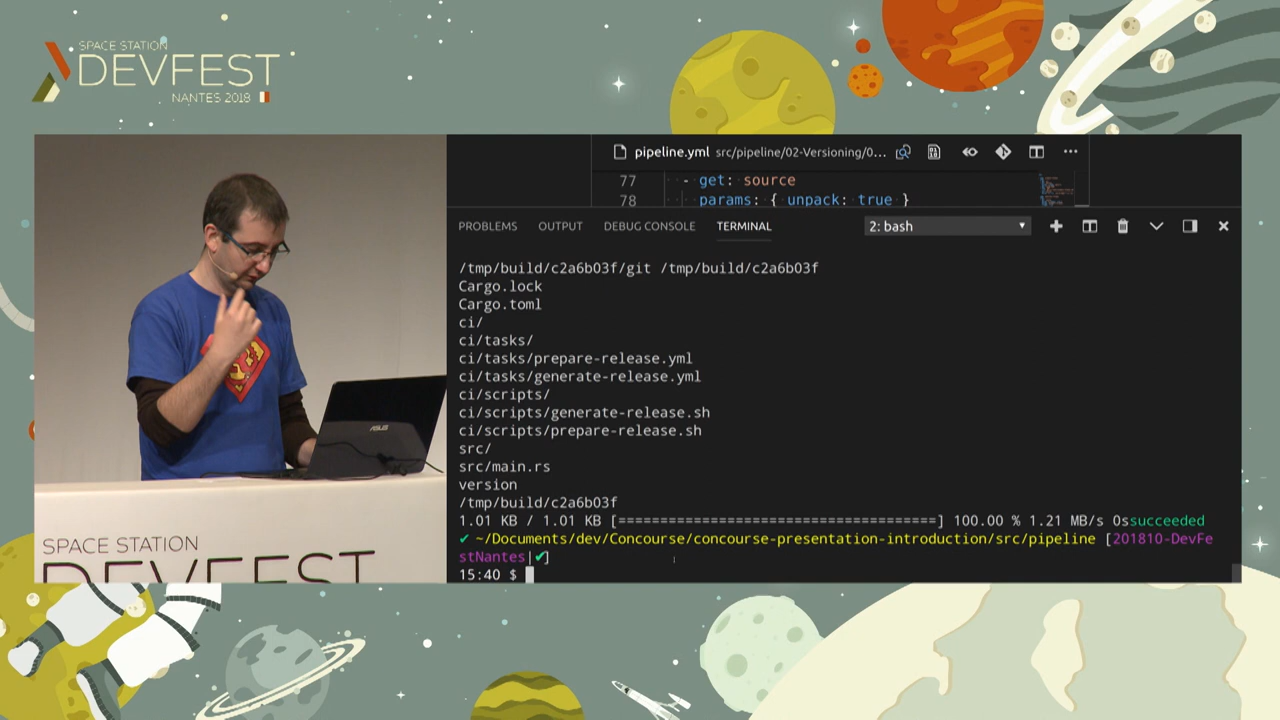 SPACE STATION
DEVFEST
NANTES 2018
pipeline.yml src/pipeline/02-Versioning/0...
77 - get: source
78 params: { unpack: true }
PROBLEMS OUTPUT DEBUG CONSOLE TERMINAL 2: bash
/tmp/build/c2a6b03f/git /tmp/build/c2a6b03f
Cargo.lock
Cargo.toml
ci/
ci/tasks/
ci/tasks/prepare-release.yml
ci/tasks/generate-release.yml
ci/scripts/
ci/scripts/generate-release.sh
ci/scripts/prepare-release.sh
src/
src/main.rs
version
/tmp/build/c2a6b03f
1.01 KB / 1.01 KB [======================================] 100.00 % 1.21 MB/s 0ssucceeded
✔ ~/Documents/dev/Concourse/concourse-presentation-introduction/src/pipeline [201810-DevFe
stNantes|✔]
15:40 $
ASUS
SPACE STATION
DEVFEST